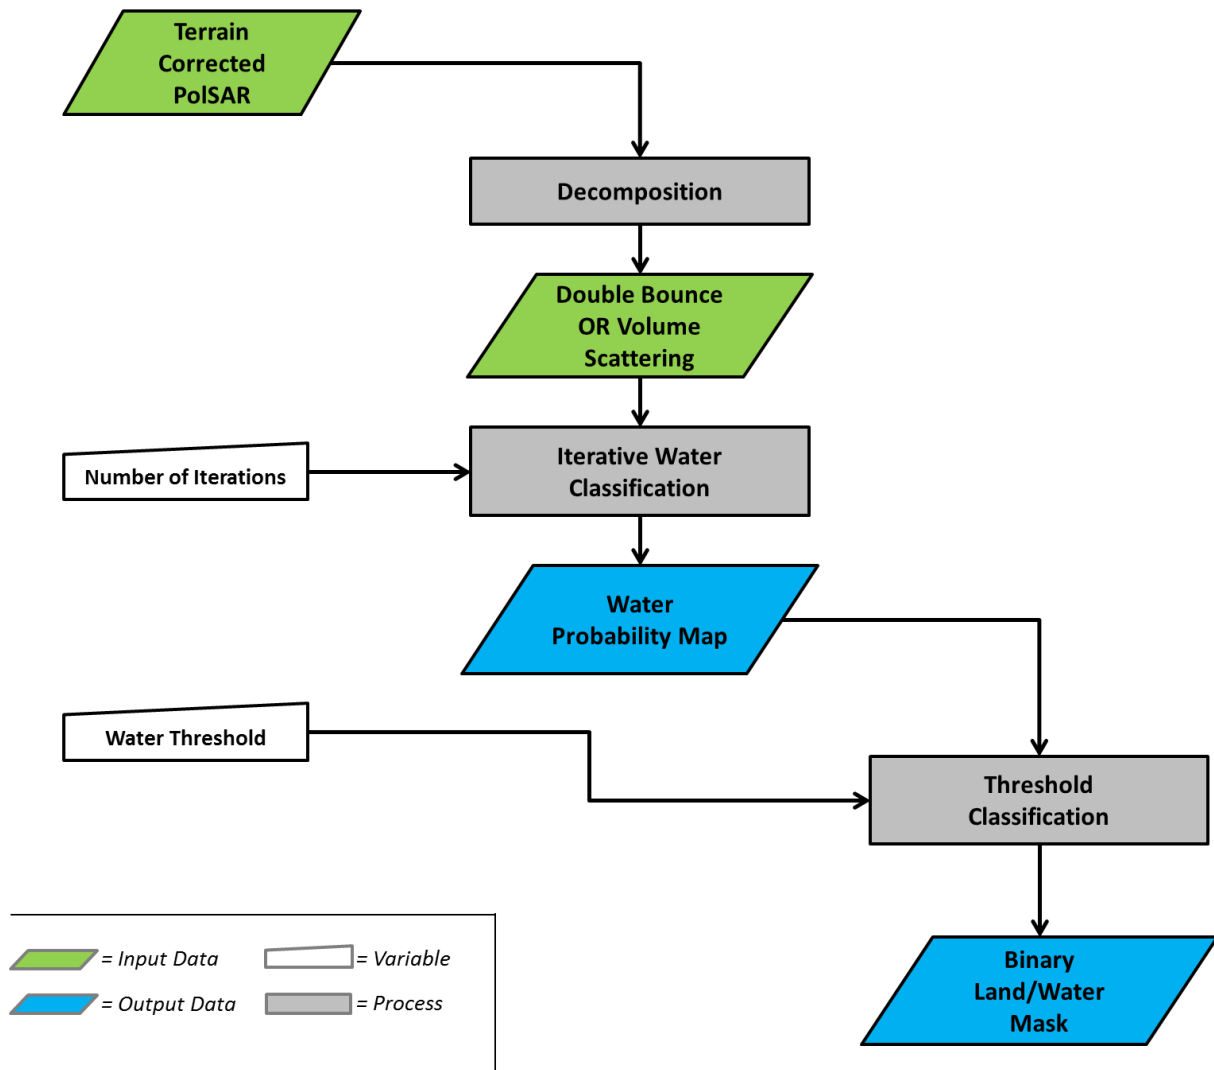 Terrain
Corrected
PolSAR
Decomposition
Double Bounce
OR Volume
Scattering
Number of Iterations
Iterative Water
Classification
Water
Probability Map
Water Threshold
Threshold
Classification
= Input Data
= Variable
= Output Data
= Process
Binary
Land/Water
Mask